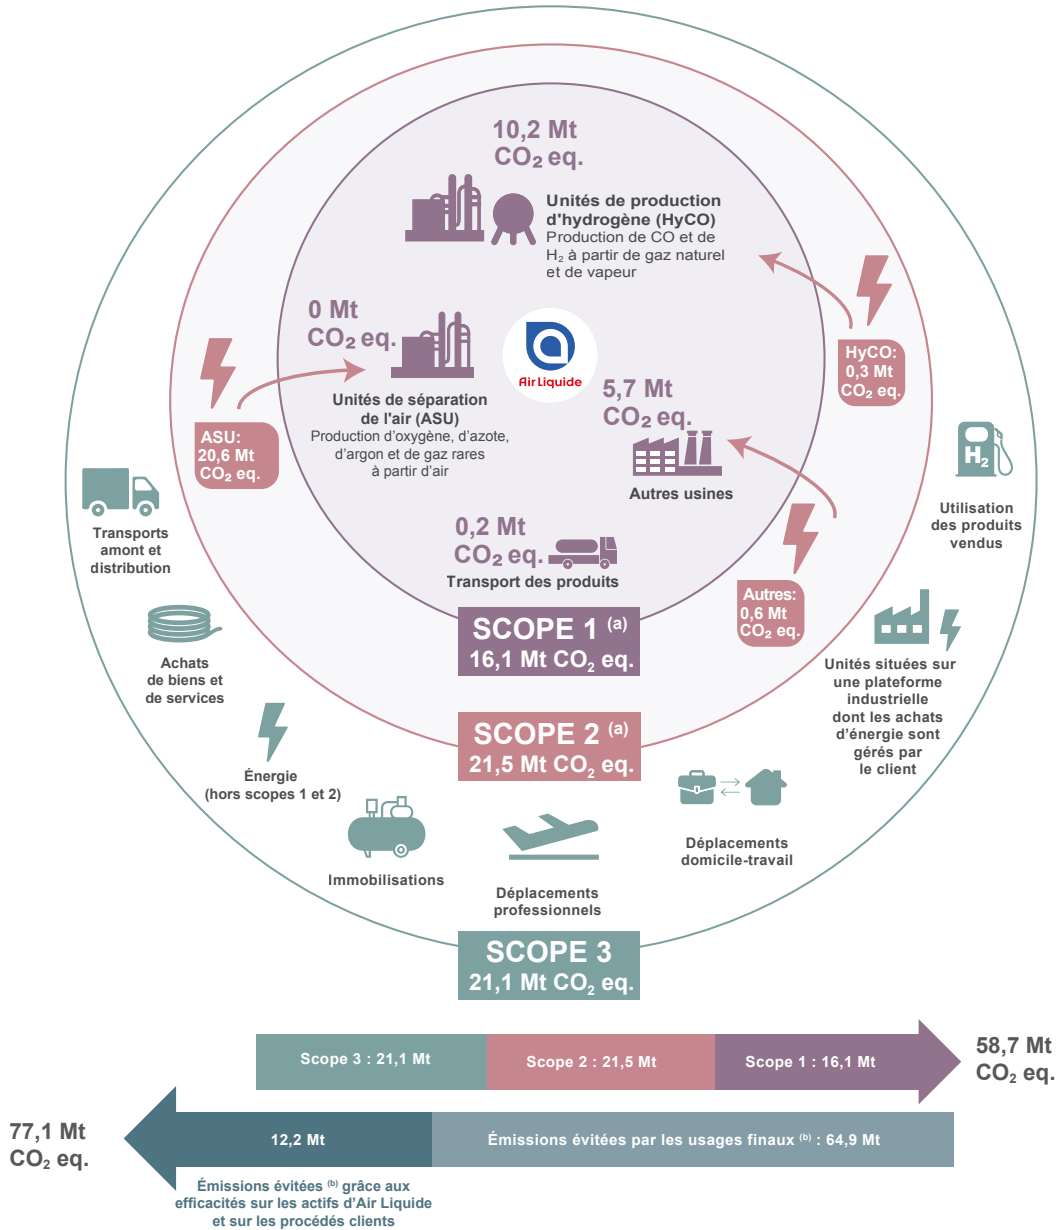 10,2 Mt
CO₂ eq.
Unités de production
d'hydrogène (HyCO)
Production de CO et de
H₂ à partir de gaz naturel
et de vapeur
0 Mt
CO₂ eq.
Unités de séparation
de l'air (ASU)
Production d'oxygène, d'azote,
d'argon et de gaz rares
à partir d'air
Air Liquide
5,7 Mt
CO₂ eq.
Autres usines
0,2 Mt
CO₂ eq.
Transport des produits
SCOPE 1 (a)
16,1 Mt CO₂ eq.
ASU:
20,6 Mt
CO₂ eq.
HyCO:
0,3 Mt
CO₂ eq.
Autres:
0,6 Mt
CO₂ eq.
SCOPE 2 (a)
21,5 Mt CO₂ eq.
Transports
amont et
distribution
Achats
de biens et
de services
Énergie
(hors scopes 1 et 2)
Immobilisations
Déplacements
professionnels
Déplacements
domicile-travail
Unités situées sur
une plateforme
industrielle
dont les achats
d'énergie sont
gérés par
le client
H₂
Utilisation
des produits
vendus
SCOPE 3
21,1 Mt CO₂ eq.
Scope 3 : 21,1 Mt
Scope 2 : 21,5 Mt
Scope 1 : 16,1 Mt
58,7 Mt
CO₂ eq.
77,1 Mt
CO₂ eq.
12,2 Mt
Émissions évitées par les usages finaux (b) : 64,9 Mt
Émissions évitées (b) grâce aux
efficacités sur les actifs d'Air Liquide
et sur les procédés clients